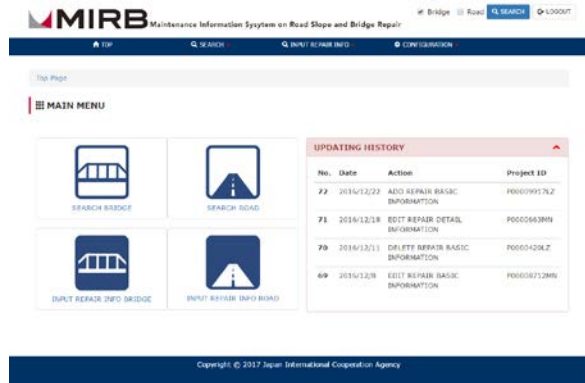 MIRB Maintenance Information Sysytem on Road Slope and Bridge Repair
Bridge Road SEARCH LOGOUT
TOP SEARCH INPUT REPAIR INFO CONFIGURATION
Top Page
MAIN MENU
SEARCH BRIDGE SEARCH ROAD
INPUT REPAIR INFO BRIDGE INPUT REPAIR INFO ROAD
UPDATING HISTORY
No. Date Action Project ID
72 2016/12/22 ADD REPAIR BASIC
INFORMATION
71 2016/12/18 EDIT REPAIR DETAIL
INFORMATION
70 2016/12/11 DELETE REPAIR BASIC
INFORMATION
69 2016/12/8 EDIT REPAIR BASIC
INFORMATION
Copyright © 2017 Japan International Cooperation Agency